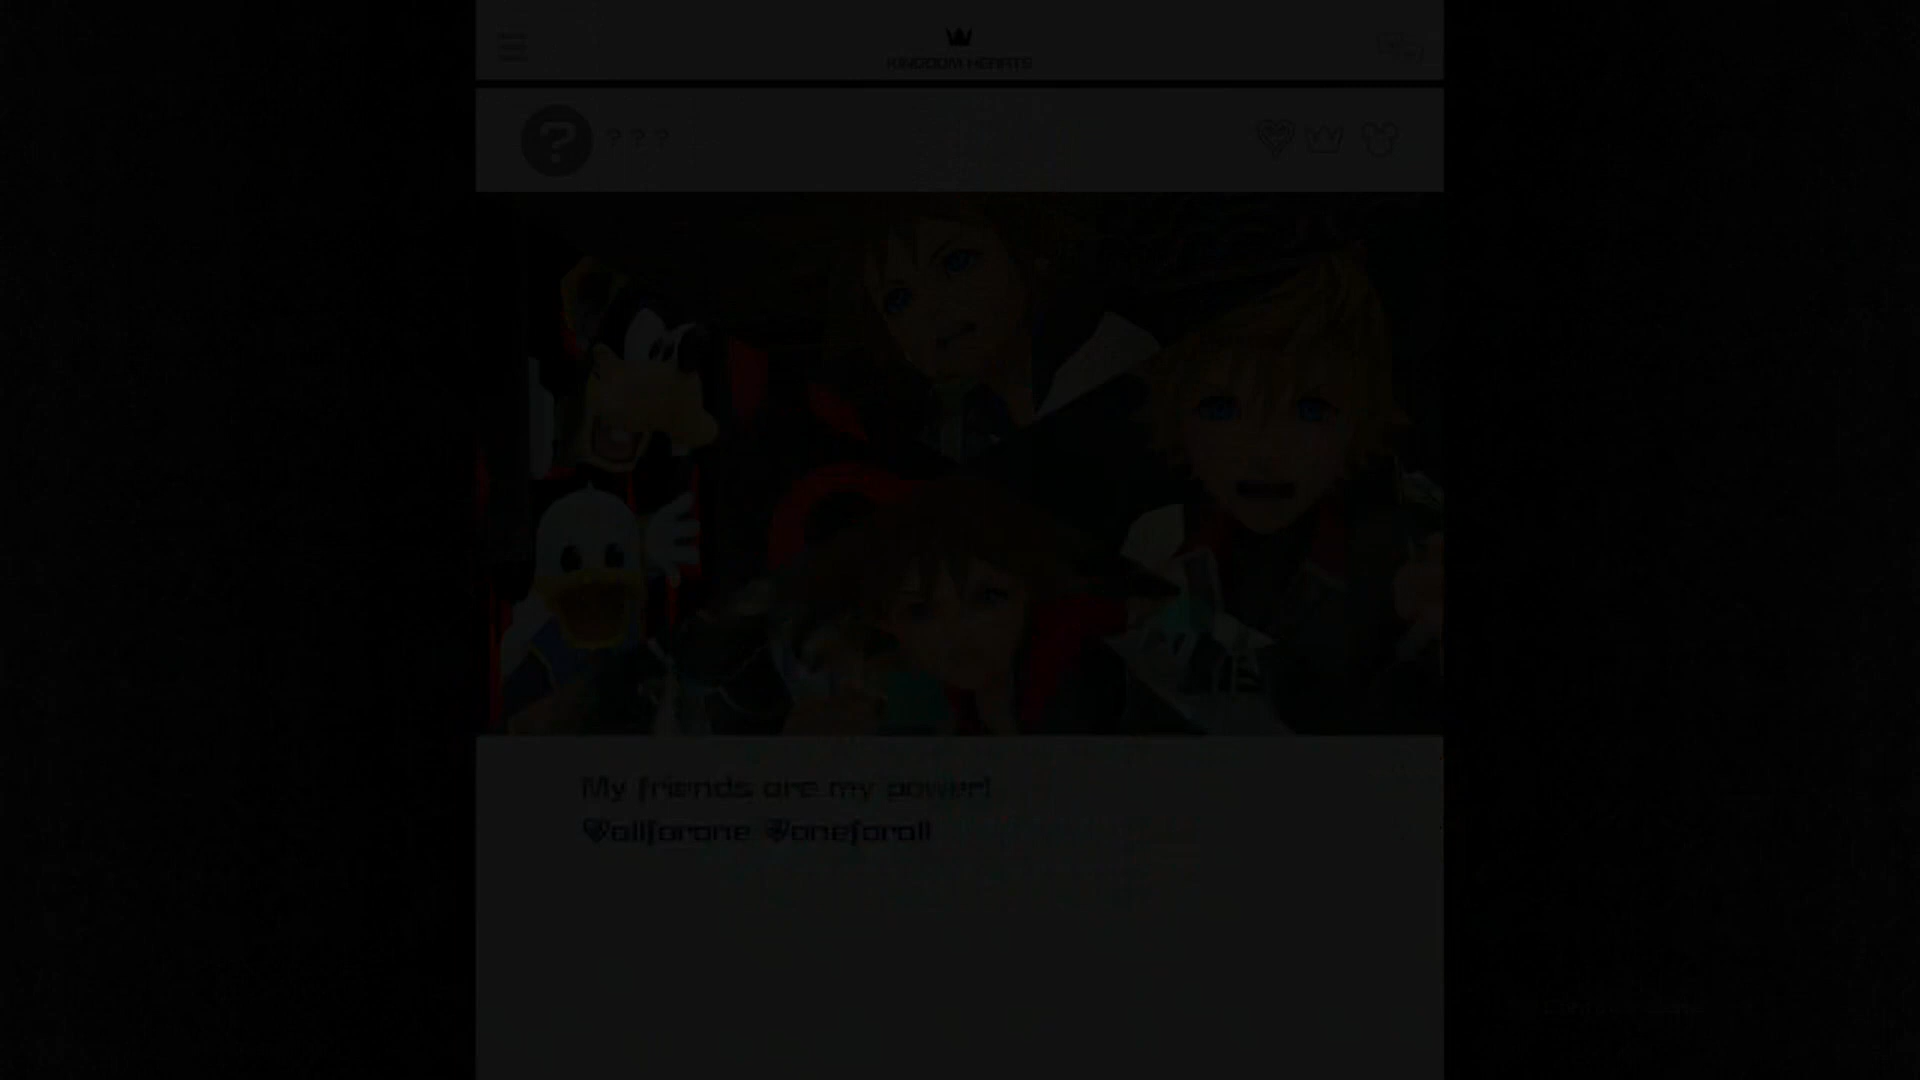 KINGDOM HEARTS
? ? ? ?
My friends are my power!
allforone oneforall